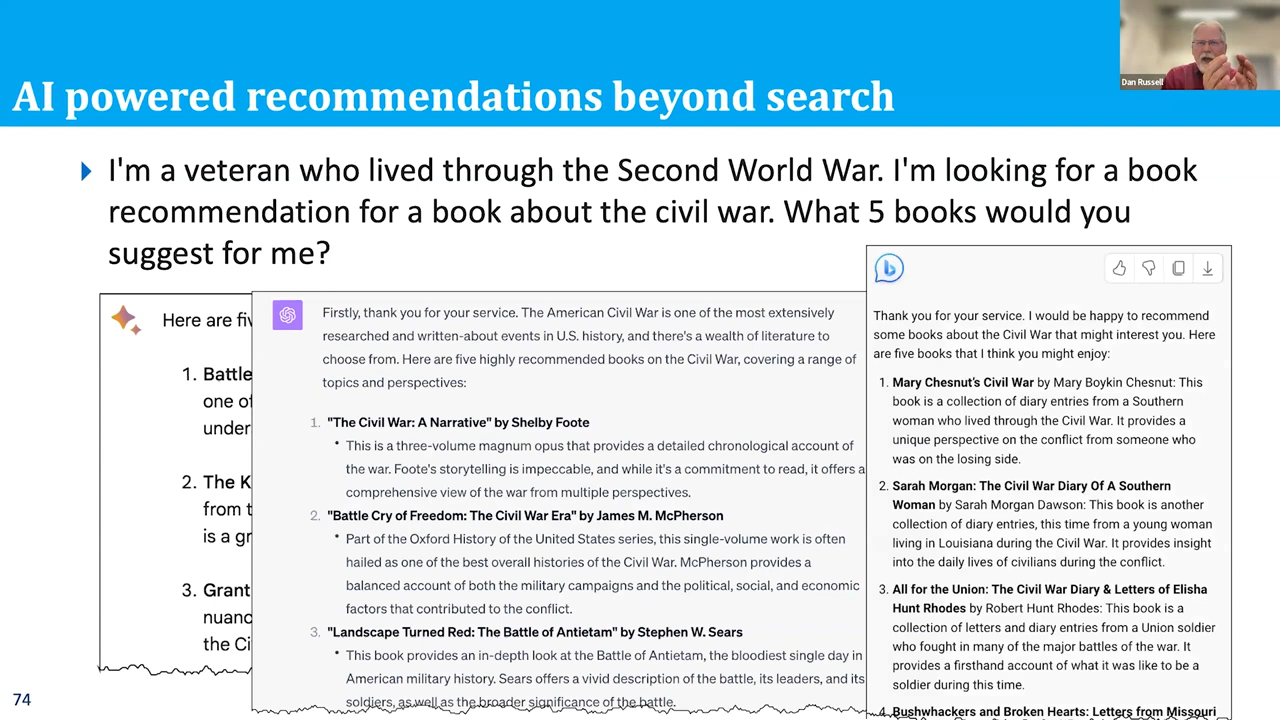 AI powered recommendations beyond search
Dan Russell
I'm a veteran who lived through the Second World War. I'm looking for a book
recommendation for a book about the civil war. What 5 books would you
suggest for me?
Here are fiv
1. Battle
one of
under
2. The K
from t
is a gr
3. Grant
nuanc
the Ci
Firstly, thank you for your service. The American Civil War is one of the most extensively
researched and written-about events in U.S. history, and there's a wealth of literature to
choose from. Here are five highly recommended books on the Civil War, covering a range of
topics and perspectives:
1. "The Civil War: A Narrative" by Shelby Foote
• This is a three-volume magnum opus that provides a detailed chronological account of
the war. Foote's storytelling is impeccable, and while it's a commitment to read, it offers a
comprehensive view of the war from multiple perspectives.
2. "Battle Cry of Freedom: The Civil War Era" by James M. McPherson
• Part of the Oxford History of the United States series, this single-volume work is often
hailed as one of the best overall histories of the Civil War. McPherson provides a
balanced account of both the military campaigns and the political, social, and economic
factors that contributed to the conflict.
3. "Landscape Turned Red: The Battle of Antietam" by Stephen W. Sears
• This book provides an in-depth look at the Battle of Antietam, the bloodiest single day in
American military history. Sears offers a vivid description of the battle, its leaders, and its
soldiers, as well as the broader significance of the battle.
Thank you for your service. I would be happy to recommend
some books about the Civil War that might interest you. Here
are five books that I think you might enjoy:
1. Mary Chesnut's Civil War by Mary Boykin Chesnut: This
book is a collection of diary entries from a Southern
woman who lived through the Civil War. It provides a
unique perspective on the conflict from someone who
was on the losing side.
2. Sarah Morgan: The Civil War Diary Of A Southern
Woman by Sarah Morgan Dawson: This book is another
collection of diary entries, this time from a young woman
living in Louisiana during the Civil War. It provides insight
into the daily lives of civilians during the conflict.
3. All for the Union: The Civil War Diary & Letters of Elisha
Hunt Rhodes by Robert Hunt Rhodes: This book is a
collection of letters and diary entries from a Union soldier
who fought in many of the major battles of the war. It
provides a firsthand account of what it was like to be a
soldier during this time.
4. Bushwhackers and Broken Hearts: Letters from Missouri
74